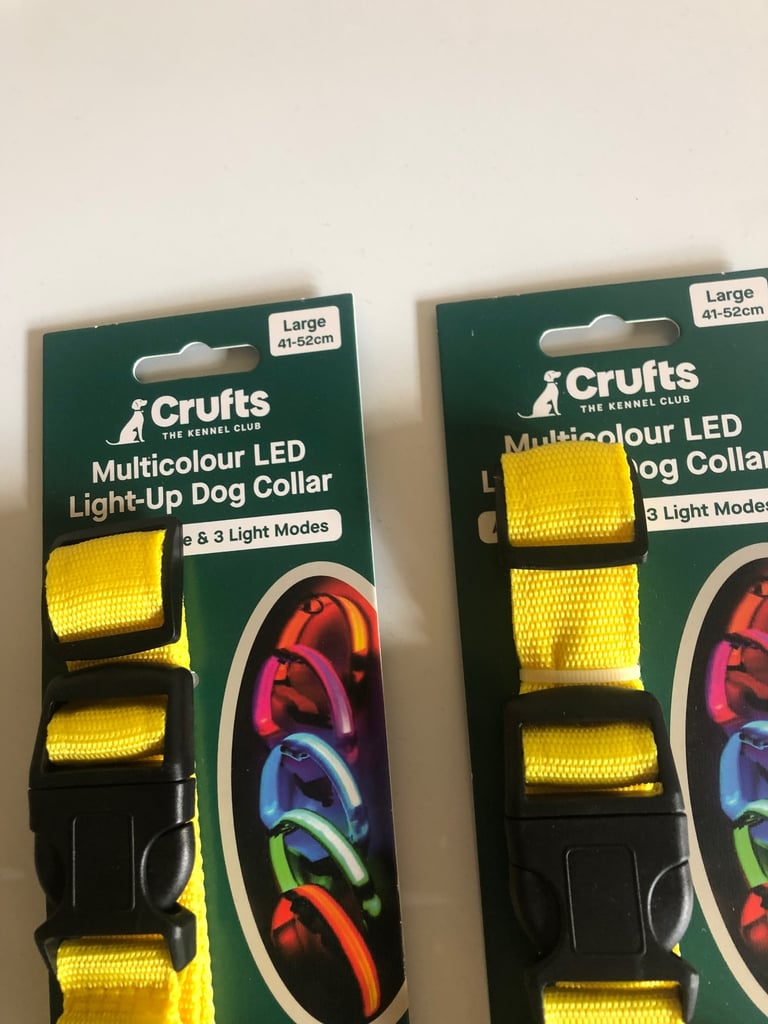 Large
41-52cm
Crufts
THE KENNEL CLUB
Multicolour LED
Light-Up Dog Collar
& 3 Light Modes
Large
41-52cm
Crufts
THE KENNEL CLUB
Multicolour LED
Dog Collar
3 Light Modes